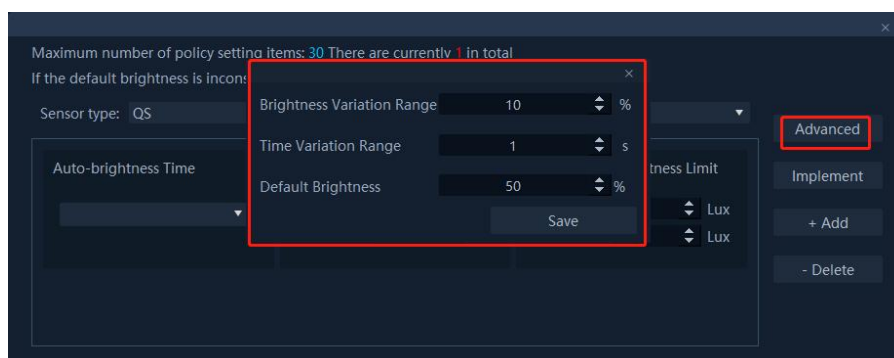 Maximum number of policy setting items: 30 There are currently 1 in total
If the default brightness is incons
Sensor type: QS
Brightness Variation Range 10 %
Time Variation Range 1 s
Default Brightness 50 %
Save
Advanced
Implement
+ Add
- Delete
Auto-brightness Time
tness Limit
Lux
Lux